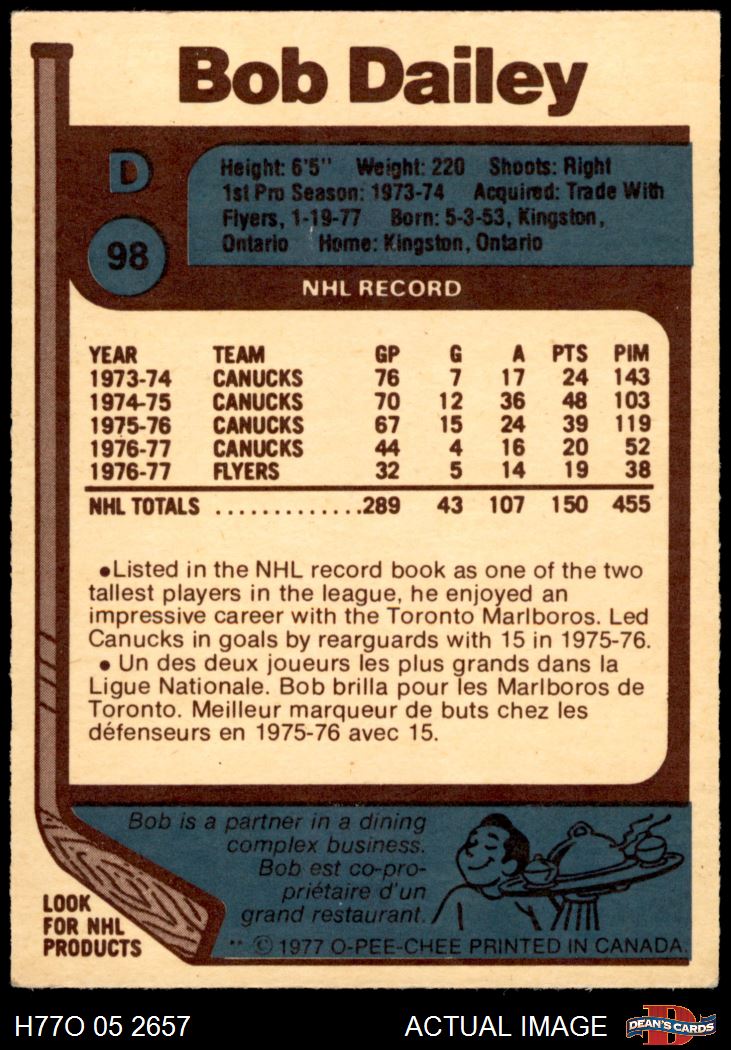 Bob Dailey
D
98
Height: 6'5" Weight: 220 Shoots: Right
1st Pro Season: 1973-74 Acquired: Trade With
Flyers, 1-19-77 Born: 5-3-53, Kingston,
Ontario Home: Kingston, Ontario
NHL RECORD
YEAR TEAM GP G A PTS PIM
1973-74 CANUCKS 76 7 17 24 143
1974-75 CANUCKS 70 12 36 48 103
1975-76 CANUCKS 67 15 24 39 119
1976-77 CANUCKS 44 4 16 20 52
1976-77 FLYERS 32 5 14 19 38
NHL TOTALS .............289 43 107 150 455
●Listed in the NHL record book as one of the two
tallest players in the league, he enjoyed an
impressive career with the Toronto Marlboros. Led
Canucks in goals by rearguards with 15 in 1975-76.
● Un des deux joueurs les plus grands dans la
Ligue Nationale. Bob brilla pour les Marlboros de
Toronto. Meilleur marqueur de buts chez les
défenseurs en 1975-76 avec 15.
Bob is a partner in a dining
complex business.
Bob est co-pro-
priétaire d'un
grand restaurant.
LOOK
FOR NHL
PRODUCTS
** © 1977 O-PEE-CHEE PRINTED IN CANADA.
H77O 05 2657 ACTUAL IMAGE
D
DEAN'S CARDS